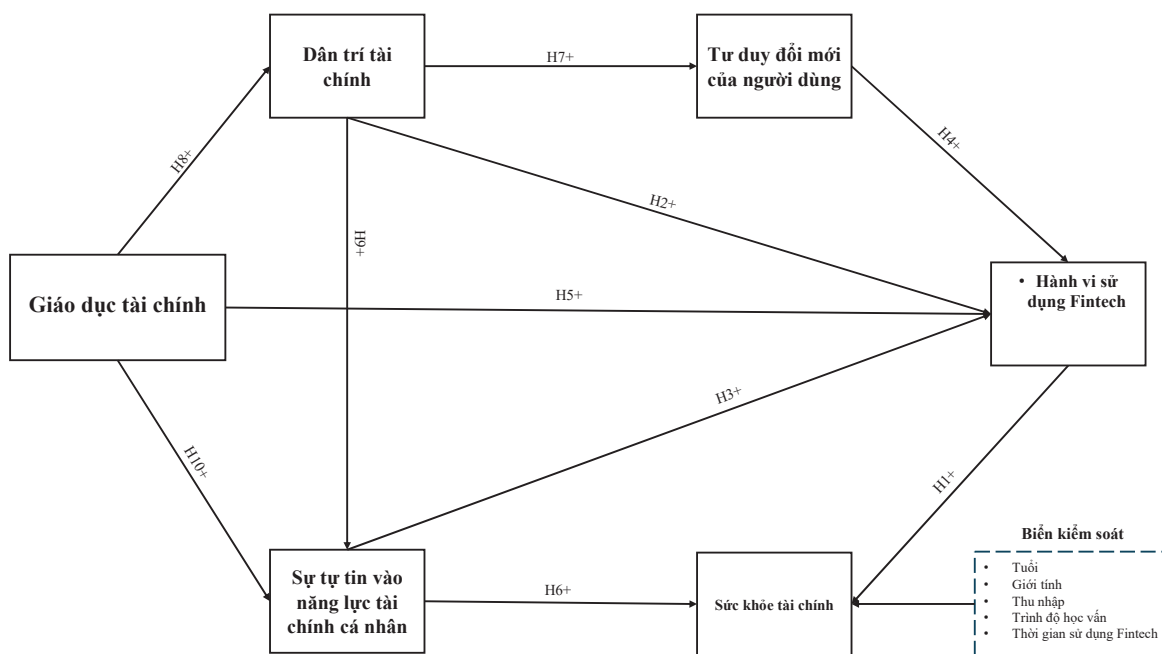 Dân trí tài
chính
H7+
Tư duy đổi mới
của người dùng
H8+
H4+
H2+
H9+
Giáo dục tài chính
H5+
• Hành vi sử
dụng Fintech
H3+
H10+
H1+
Biến kiểm soát
Sự tự tin vào
năng lực tài
chính cá nhân
H6+
Sức khỏe tài chính
• Tuổi
• Giới tính
• Thu nhập
• Trình độ học vấn
• Thời gian sử dụng Fintech